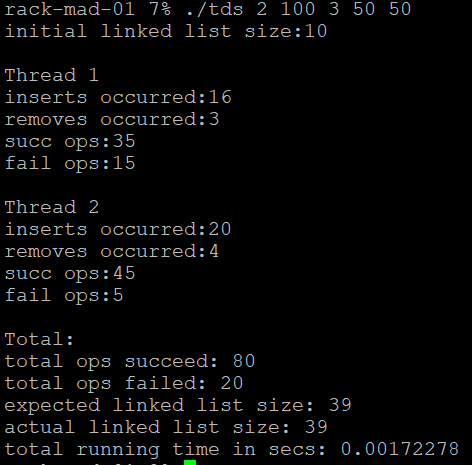 rack-mad-01 7% ./tds 2 100 3 50 50
initial linked list size:10
Thread 1
inserts occurred:16
removes occurred:3
succ ops:35
fail ops:15
Thread 2
inserts occurred:20
removes occurred:4
succ ops:45
fail ops:5
Total:
total ops succeed: 80
total ops failed: 20
expected linked list size: 39
actual linked list size: 39
total running time in secs: 0.00172278